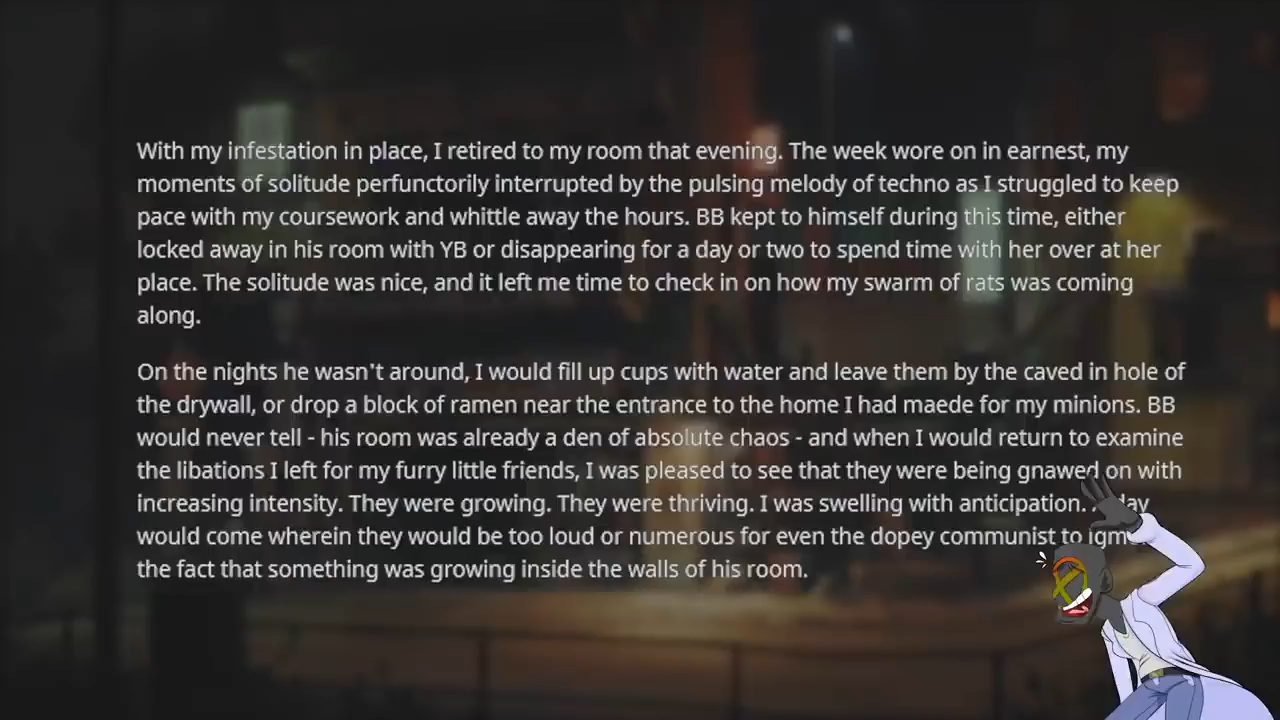 With my infestation in place, I retired to my room that evening. The week wore on in earnest, my
moments of solitude perfunctorily interrupted by the pulsing melody of techno as I struggled to keep
pace with my coursework and whittle away the hours. BB kept to himself during this time, either
locked away in his room with YB or disappearing for a day or two to spend time with her over at her
place. The solitude was nice, and it left me time to check in on how my swarm of rats was coming
along.
On the nights he wasn't around, I would fill up cups with water and leave them by the caved in hole of
the drywall, or drop a block of ramen near the entrance to the home I had maede for my minions. BB
would never tell - his room was already a den of absolute chaos - and when I would return to examine
the libations I left for my furry little friends, I was pleased to see that they were being gnawed on with
increasing intensity. They were growing. They were thriving. I was swelling with anticipation.
would come wherein they would be too loud or numerous for even the dopey communist to
the fact that something was growing inside the walls of his room.